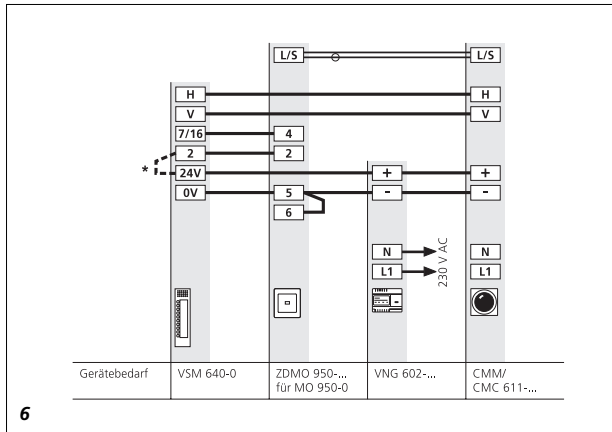 L/S L/S
H H
V V
7/16 4
2 2
* 24V + +
0V 5 - -
6
N N
L1 L1
230 V AC
Gerätebedarf VSM 640-0 ZDMO 950-... VNG 602-... CMM/
für MO 950-0 CMC 611-...
6